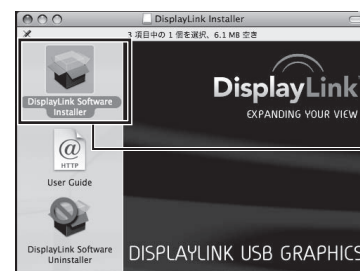 DisplayLink Installer
3 項目中の 1 個を選択、6.1 MB 空き
DisplayLink Software
Installer
DisplayLink
EXPANDING YOUR VIEW
@
HTTP
User Guide
DisplayLink Software
Uninstaller
DISPLAYLINK USB GRAPHICS